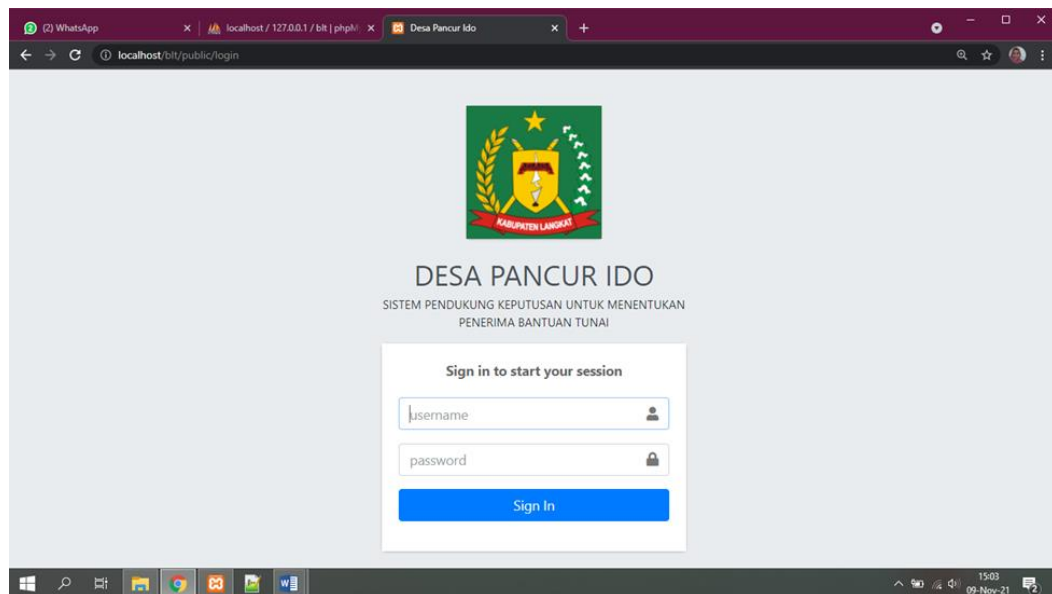 (2) WhatsApp
localhost / 127.0.0.1 / blt | phpM
Desa Pancur Ido
localhost/blt/public/login
KABUPATEN LANGKAT
DESA PANCUR IDO
SISTEM PENDUKUNG KEPUTUSAN UNTUK MENENTUKAN
PENERIMA BANTUAN TUNAI
Sign in to start your session
username
password
Sign In
15:03
09-Nov-21